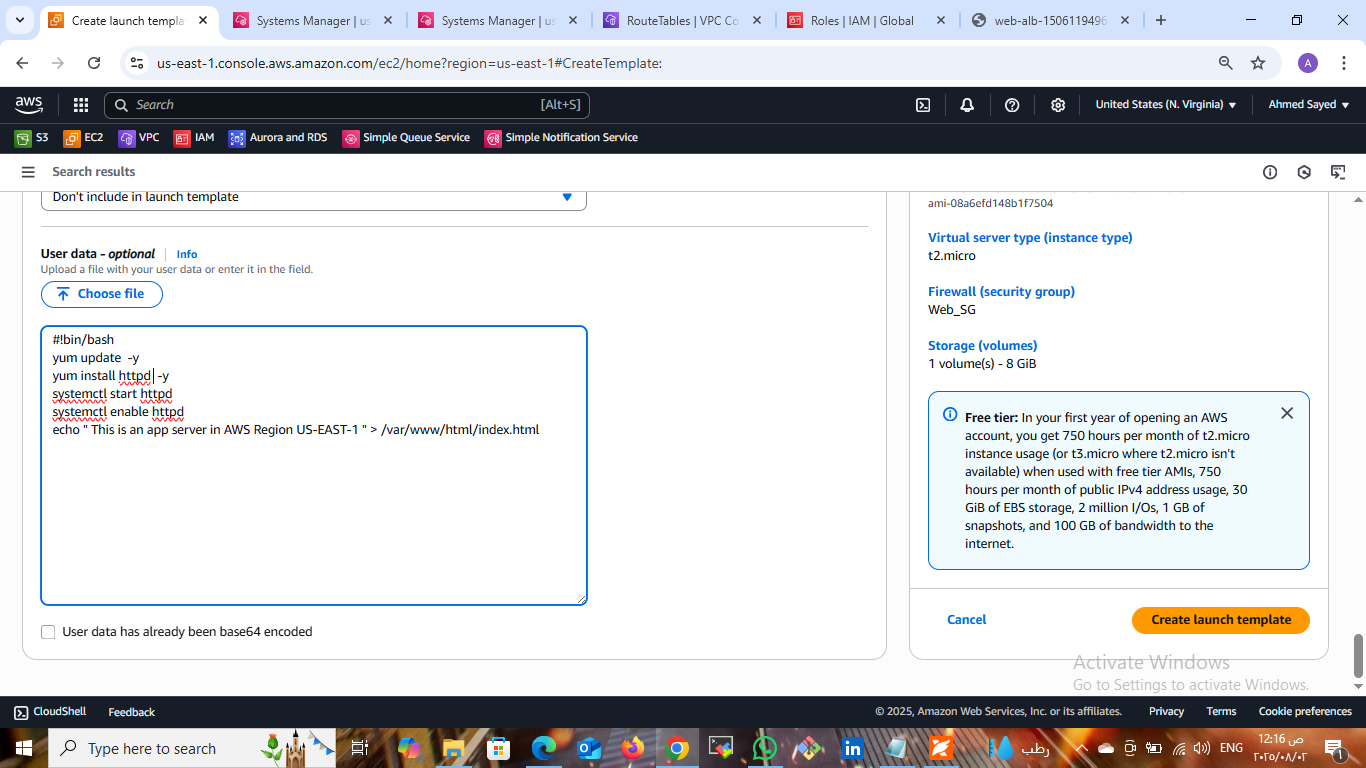 Create launch templa
Systems Manager | us
Systems Manager | us
RouteTables | VPC Co
Roles | IAM | Global
web-alb-1506119496
us-east-1.console.aws.amazon.com/ec2/home?region=us-east-1#CreateTemplate:
A
aws
Search
[Alt+S]
United States (N. Virginia)
Ahmed Sayed
S3
EC2
VPC
IAM
Aurora and RDS
Simple Queue Service
Simple Notification Service
Search results
Don't include in launch template
User data - optional
Info
Upload a file with your user data or enter it in the field.
Choose file
#!bin/bash
yum update  -y
yum install httpd -y
systemctl start httpd
systemctl enable httpd
echo " This is an app server in AWS Region US-EAST-1 " > /var/www/html/index.html
User data has already been base64 encoded
ami-08a6efd148b1f7504
Virtual server type (instance type)
t2.micro
Firewall (security group)
Web_SG
Storage (volumes)
1 volume(s) - 8 GiB
Free tier: In your first year of opening an AWS
account, you get 750 hours per month of t2.micro
instance usage (or t3.micro where t2.micro isn't
available) when used with free tier AMIs, 750
hours per month of public IPv4 address usage, 30
GiB of EBS storage, 2 million I/Os, 1 GB of
snapshots, and 100 GB of bandwidth to the
internet.
Cancel
Create launch template
Activate Windows
Go to Settings to activate Windows.
CloudShell
Feedback
© 2025, Amazon Web Services, Inc. or its affiliates.
Privacy
Terms
Cookie preferences
Type here to search
رطب
ENG
12:16 ص
٢٠٢٥/٠٨/٠٢
1